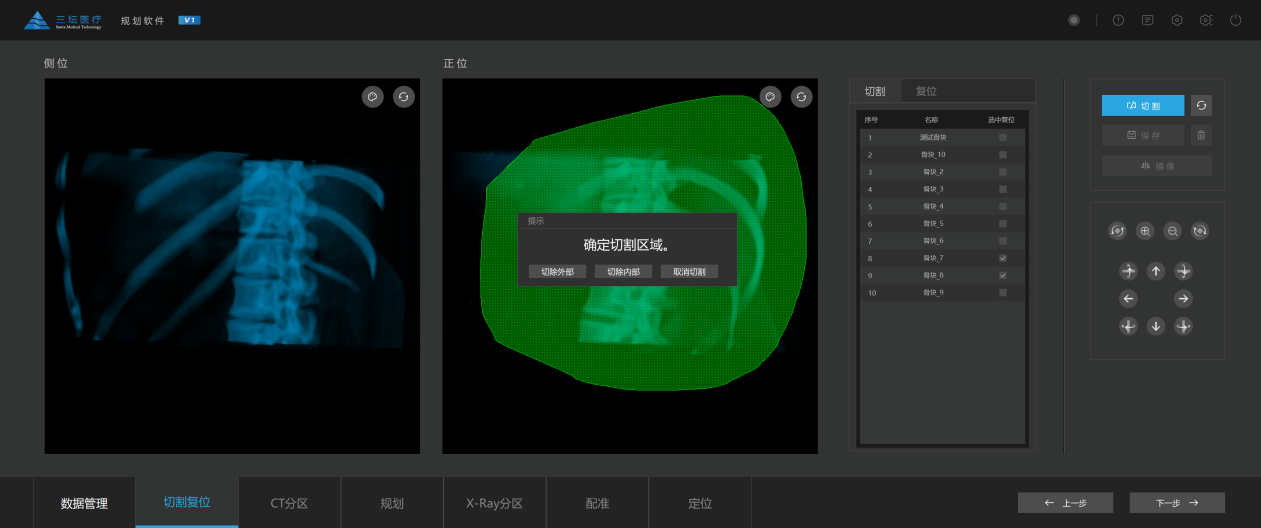 三坛医疗
Santan Medical Technology
规划软件 V1
侧位
正位
切割 复位
序号 名称 选中复位
1 测试骨块
2 骨块_10
3 骨块_2
4 骨块_3
5 骨块_4
6 骨块_5
7 骨块_6
8 骨块_7
9 骨块_8
10 骨块_9
切割
保存
镜像
提示
确定切割区域。
切除外部 切除内部 取消切割
数据管理 切割复位 CT分区 规划 X-Ray分区 配准 定位
← 上一步 下一步 →